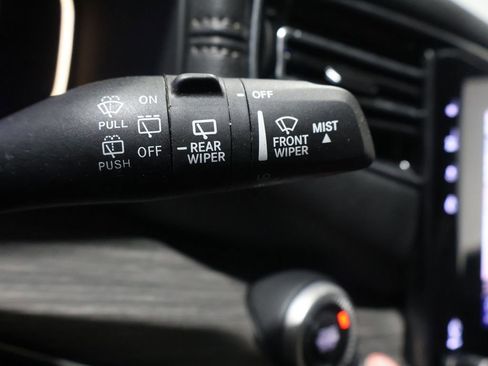 PULL
PUSH
ON
OFF
REAR
WIPER
OFF
FRONT
WIPER
MIST